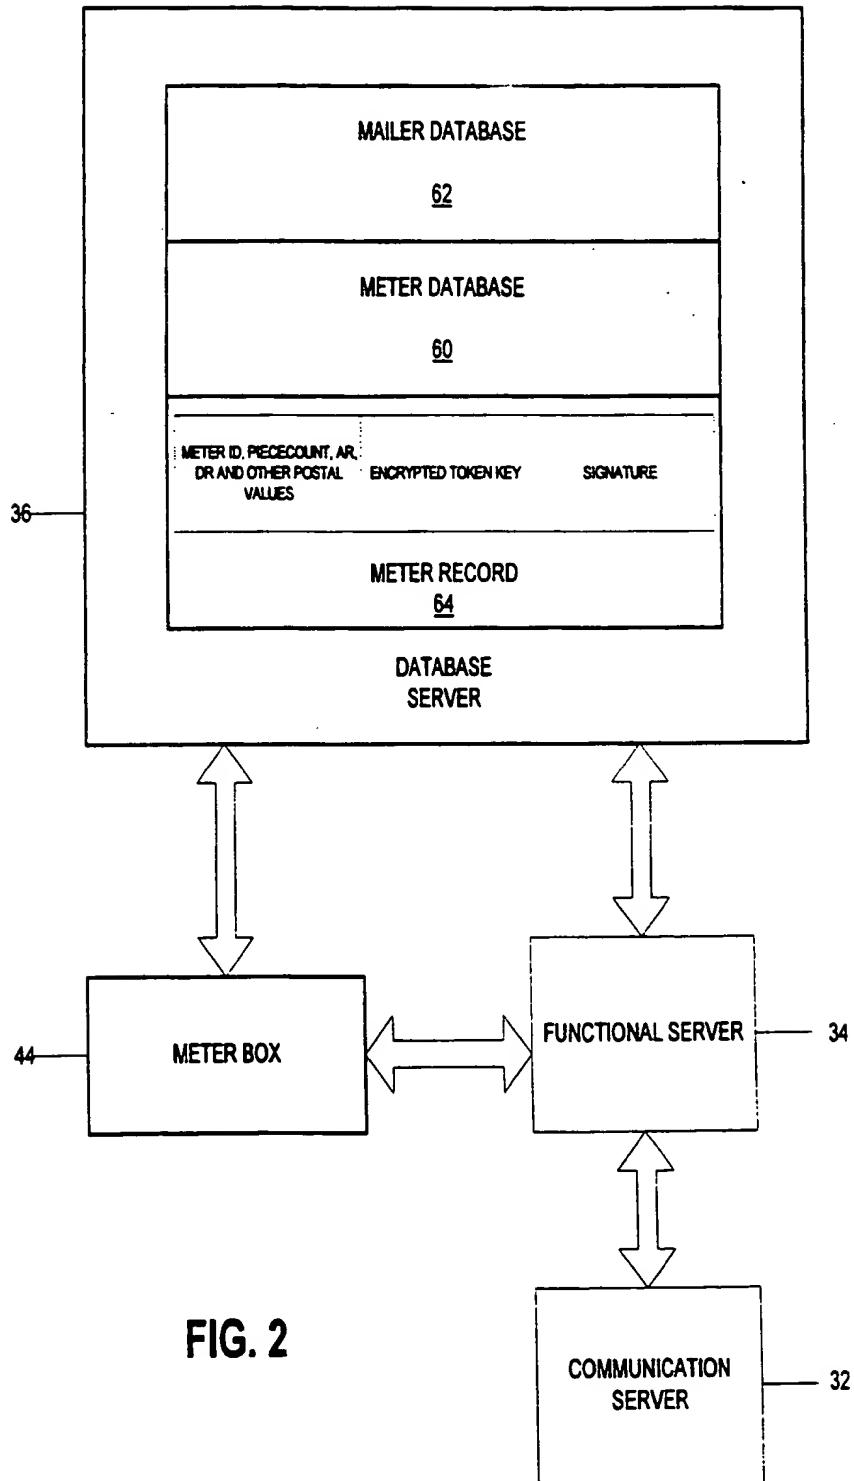 MAILER DATABASE
62
METER DATABASE
60
METER ID, PIECECOUNT, AR,
DR AND OTHER POSTAL
VALUES
ENCRYPTED TOKEN KEY
SIGNATURE
METER RECORD
64
DATABASE
SERVER
36
44
METER BOX
FUNCTIONAL SERVER
34
COMMUNICATION
SERVER
32
FIG. 2